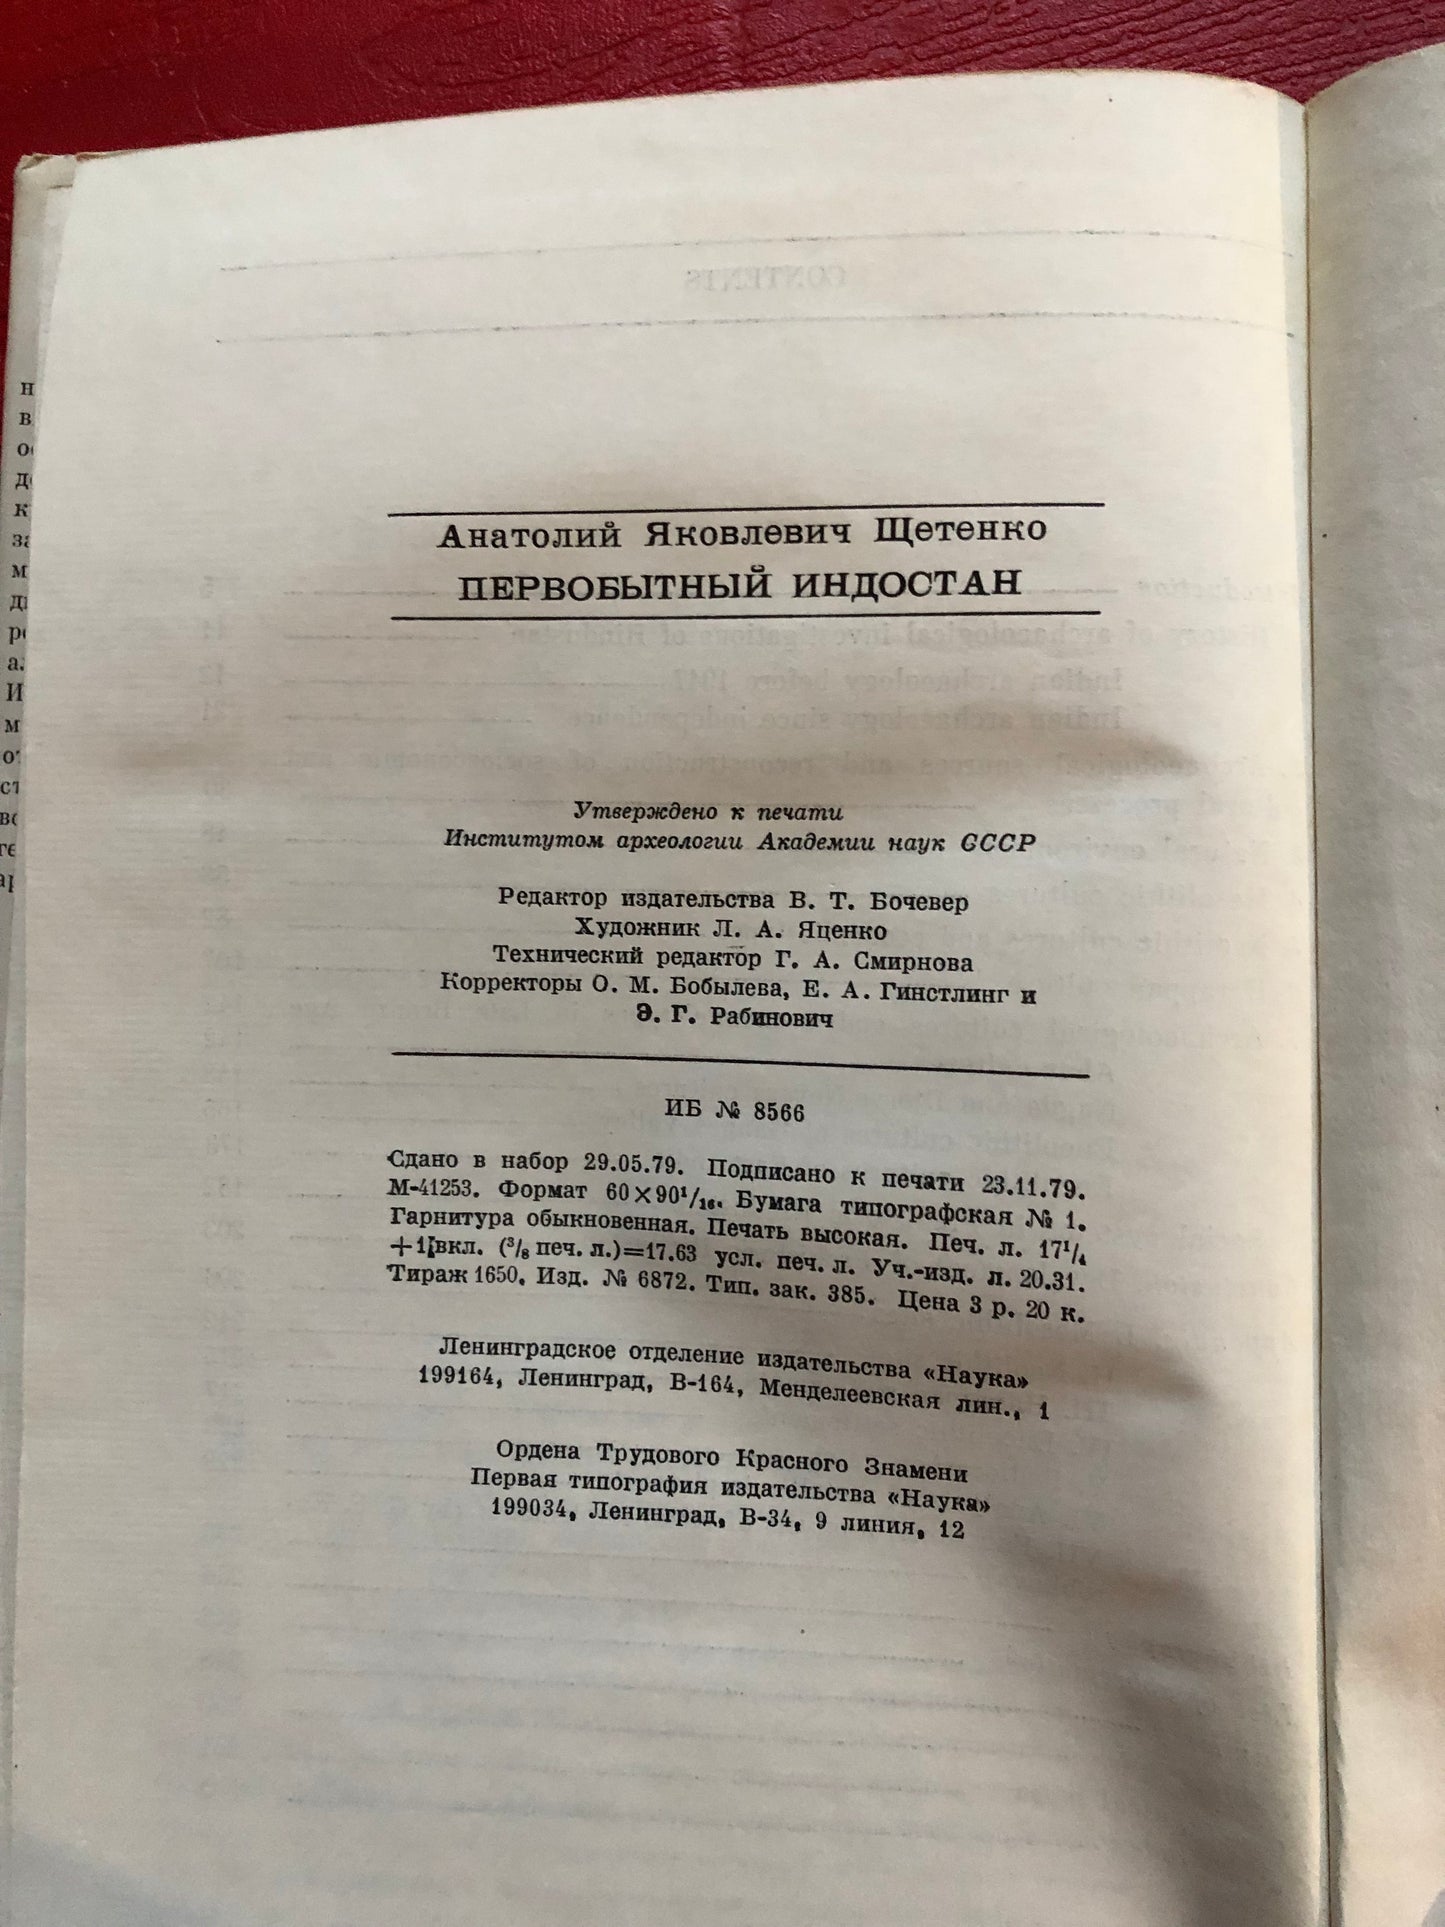 Анатолий Яковлевич Щетенко
ПЕРВОБЫТНЫЙ ИНДОСТАН
Утверждено к печати
Институтом археологии Академии наук СССР
Редактор издательства В. Т. Бочевер
Художник Л. А. Яценко
Технический редактор Г. А. Смирнова
Корректоры О. М. Бобылева, Е. А. Гинстлинг и
Э. Г. Рабинович
ИБ № 8566
Сдано в набор 29.05.79. Подписано к печати 23.11.79.
М-41253. Формат 60×90¹/₁₆. Бумага типографская № 1.
Гарнитура обыкновенная. Печать высокая. Печ. л. 17¹/₄
+1 вкл. (³/₈ печ. л.)=17.63 усл. печ. л. Уч.-изд. л. 20.31.
Тираж 1650. Изд. № 6872. Тип. зак. 385. Цена 3 р. 20 к.
Ленинградское отделение издательства «Наука»
199164, Ленинград, В-164, Менделеевская лин., 1
Ордена Трудового Красного Знамени
Первая типография издательства «Наука»
199034, Ленинград, В-34, 9 линия, 12